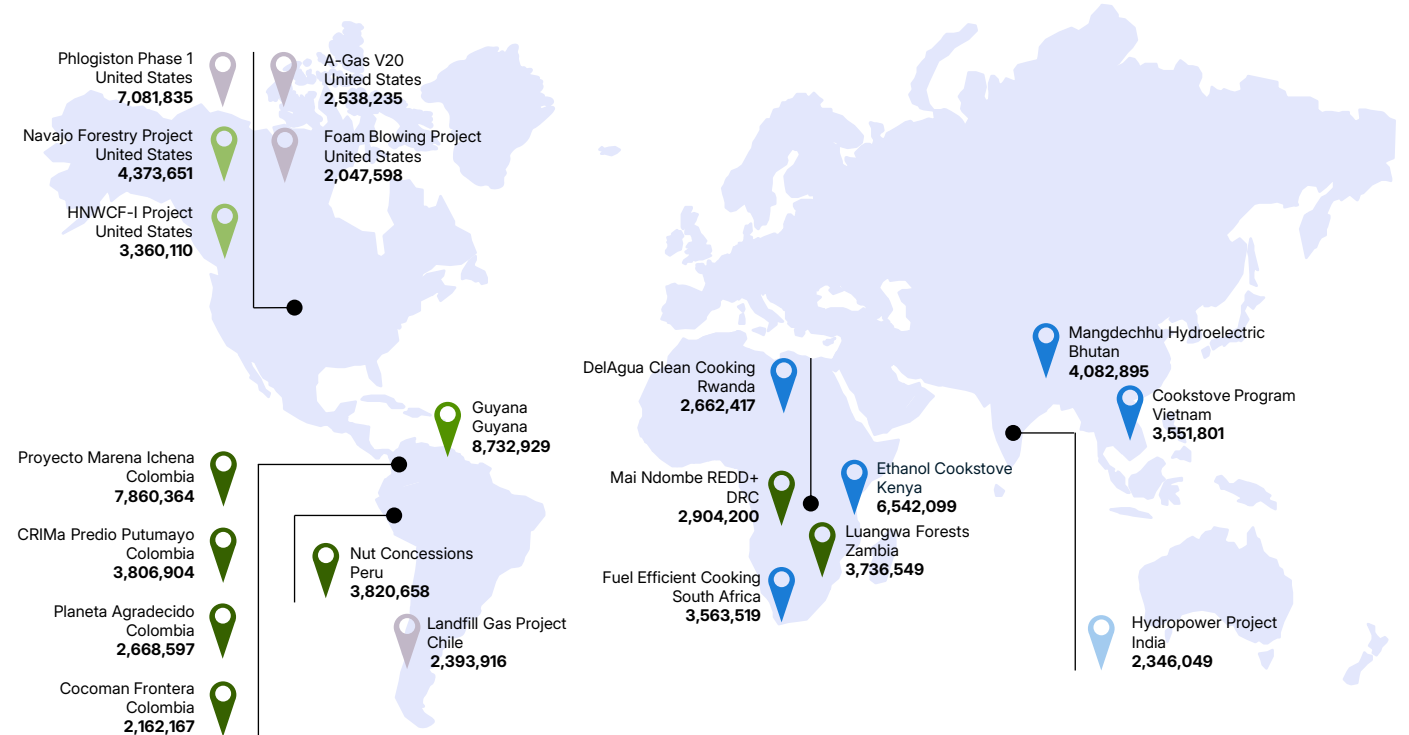 Phlogiston Phase 1
United States
7,081,835
A-Gas V20
United States
2,538,235
Navajo Forestry Project
United States
4,373,651
Foam Blowing Project
United States
2,047,598
HNWCF-I Project
United States
3,360,110
Guyana
Guyana
8,732,929
Proyecto Marena Ichena
Colombia
7,860,364
CRIMa Predio Putumayo
Colombia
3,806,904
Planeta Agradecido
Colombia
2,668,597
Cocoman Frontera
Colombia
2,162,167
Nut Concessions
Peru
3,820,658
Landfill Gas Project
Chile
2,393,916
DelAgua Clean Cooking
Rwanda
2,662,417
Mai Ndombe REDD+
DRC
2,904,200
Ethanol Cookstove
Kenya
6,542,099
Luangwa Forests
Zambia
3,736,549
Fuel Efficient Cooking
South Africa
3,563,519
Mangdechhu Hydroelectric
Bhutan
4,082,895
Cookstove Program
Vietnam
3,551,801
Hydropower Project
India
2,346,049